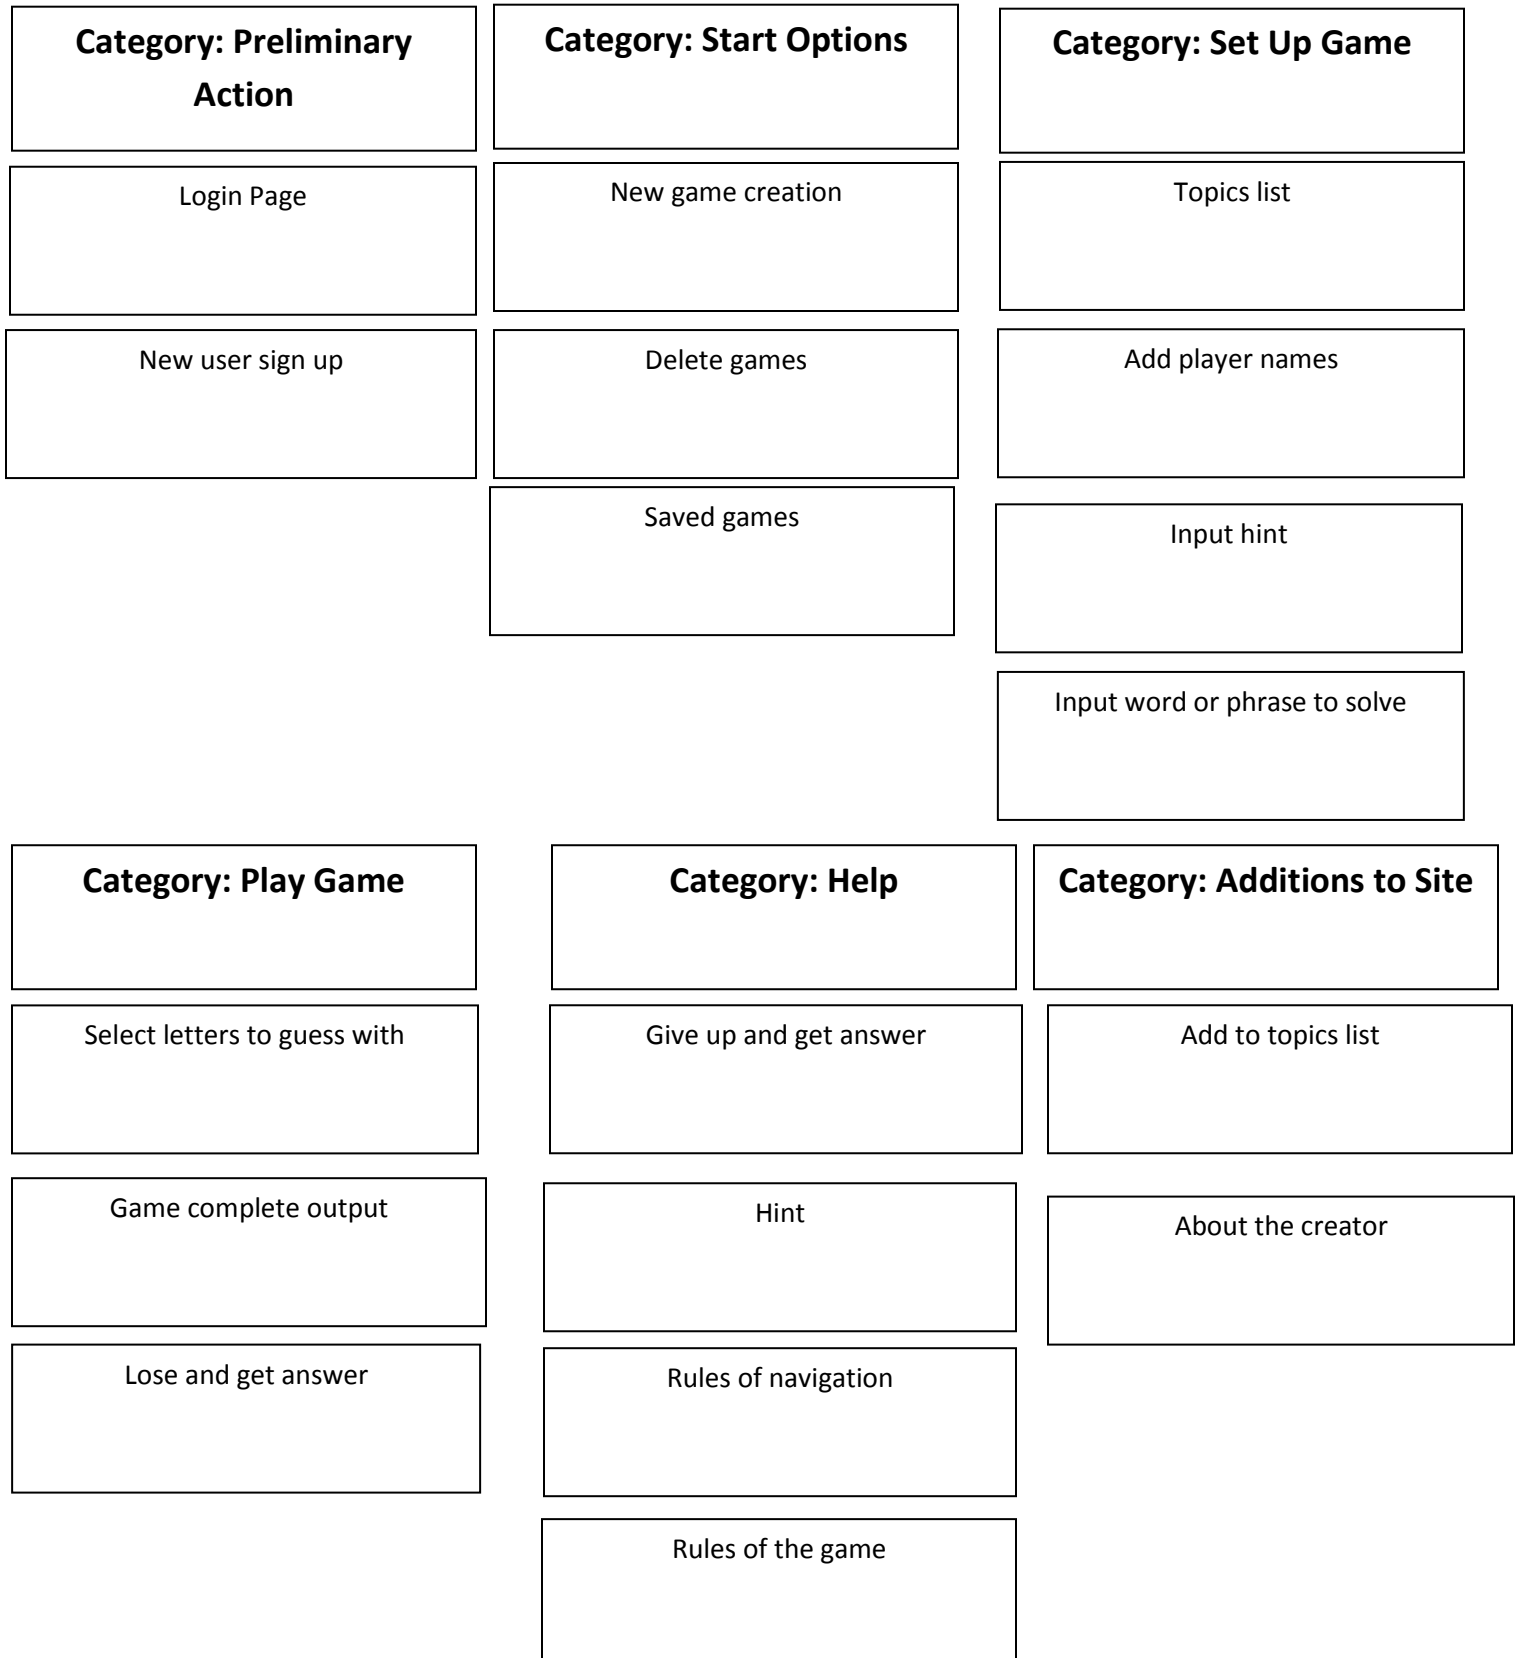 Category: Preliminary
Action
Login Page
New user sign up
Category: Start Options
New game creation
Delete games
Saved games
Category: Set Up Game
Topics list
Add player names
Input hint
Input word or phrase to solve
Category: Play Game
Select letters to guess with
Game complete output
Lose and get answer
Category: Help
Give up and get answer
Hint
Rules of navigation
Rules of the game
Category: Additions to Site
Add to topics list
About the creator